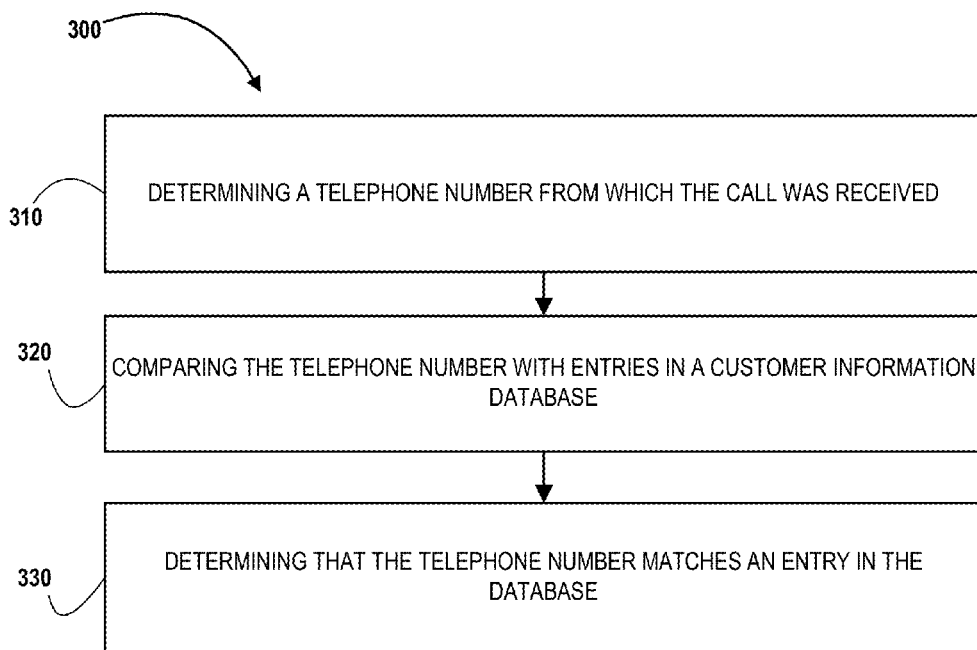 300
DETERMINING A TELEPHONE NUMBER FROM WHICH THE CALL WAS RECEIVED
310
320
COMPARING THE TELEPHONE NUMBER WITH ENTRIES IN A CUSTOMER INFORMATION
DATABASE
DETERMINING THAT THE TELEPHONE NUMBER MATCHES AN ENTRY IN THE
DATABASE
330